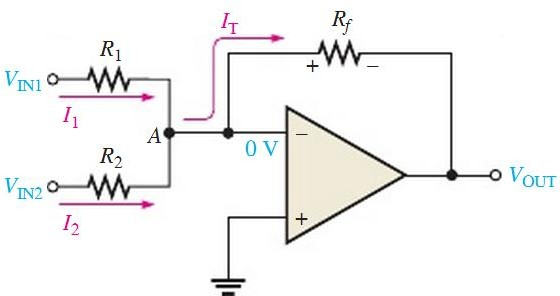 I_T
R_f
R_1
+ −
V_IN1
I_1
A
0 V
−
R_2
V_IN2
V_OUT
+
I_2